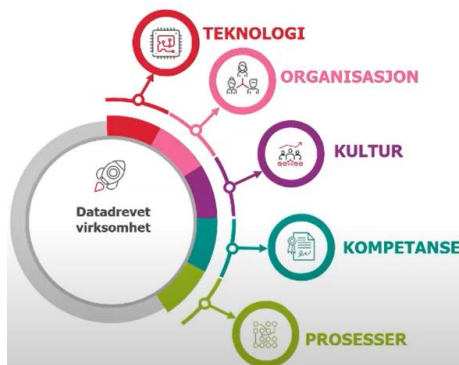 TEKNOLOGI
ORGANISASJON
KULTUR
Datadrevet
virksomhet
KOMPETANSE
PROSESSER